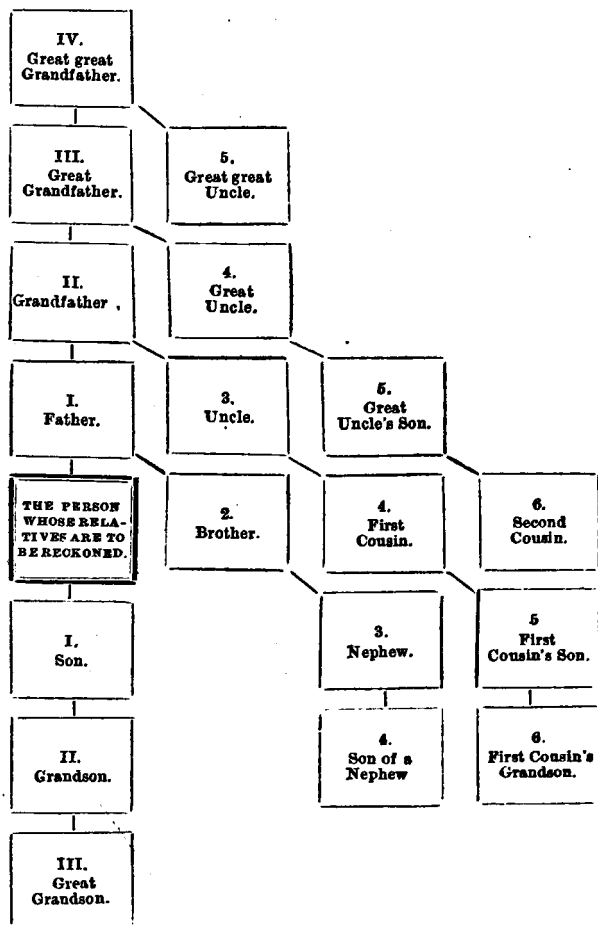 IV.
Great great
Grandfather.
III.
Great
Grandfather.
5.
Great great
Uncle.
II.
Grandfather.
4.
Great
Uncle.
I.
Father.
3.
Uncle.
5.
Great
Uncle's Son.
THE PERSON
WHOSE RELA-
TIVES ARE TO
BE RECKONED.
2.
Brother.
4.
First
Cousin.
6.
Second
Cousin.
I.
Son.
3.
Nephew.
5
First
Cousin's Son.
II.
Grandson.
4.
Son of a
Nephew
6.
First Cousin's
Grandson.
III.
Great
Grandson.